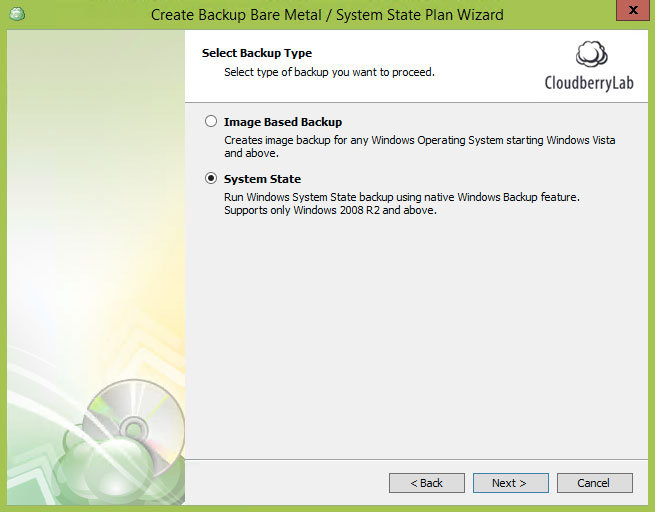 Create Backup Bare Metal / System State Plan Wizard
x
Select Backup Type
Select type of backup you want to proceed.
CloudberryLab
Image Based Backup
Creates image backup for any Windows Operating System starting Windows Vista
and above.
System State
Run Windows System State backup using native Windows Backup feature.
Supports only Windows 2008 R2 and above.
< Back
Next >
Cancel